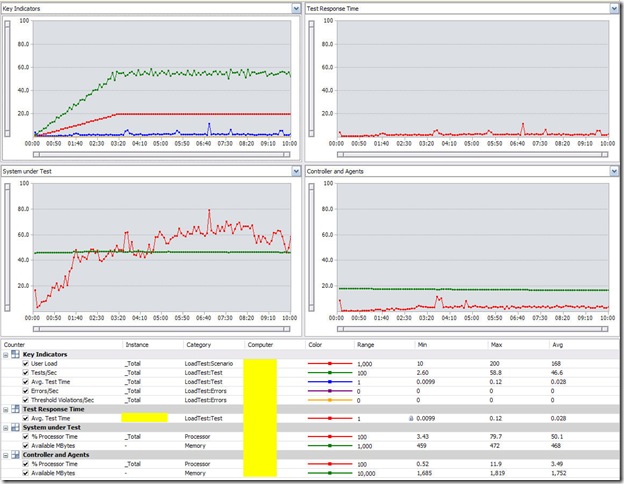 Key Indicators
100
80.0
60.0
40.0
20.0
00:00 00:50 01:40 02:30 03:20 04:10 05:00 05:50 06:40 07:30 08:20 09:10 10:00
Test Response Time
100
80.0
60.0
40.0
20.0
00:00 00:50 01:40 02:30 03:20 04:10 05:00 05:50 06:40 07:30 08:20 09:10 10:00
System under Test
100
80.0
60.0
40.0
20.0
00:00 00:50 01:40 02:30 03:20 04:10 05:00 05:50 06:40 07:30 08:20 09:10 10:00
Controller and Agents
100
80.0
60.0
40.0
20.0
00:00 00:50 01:40 02:30 03:20 04:10 05:00 05:50 06:40 07:30 08:20 09:10 10:00
Counter Instance Category Computer Color Range Min Max Avg
Key Indicators
User Load _Total LoadTest:Scenario 1,000 10 200 168
Tests/Sec _Total LoadTest:Test 100 2.60 58.8 46.6
Avg. Test Time _Total LoadTest:Test 1 0.0099 0.12 0.028
Errors/Sec _Total LoadTest:Errors 0 0 0 0
Threshold Violations/Sec _Total LoadTest:Errors 0 0 0 0
Test Response Time
Avg. Test Time LoadTest:Test 1 0.0099 0.12 0.028
System under Test
% Processor Time _Total Processor 100 3.43 79.7 50.1
Available MBytes - Memory 1,000 459 472 468
Controller and Agents
% Processor Time _Total Processor 100 0.52 11.9 3.49
Available MBytes - Memory 10,000 1,685 1,819 1,752